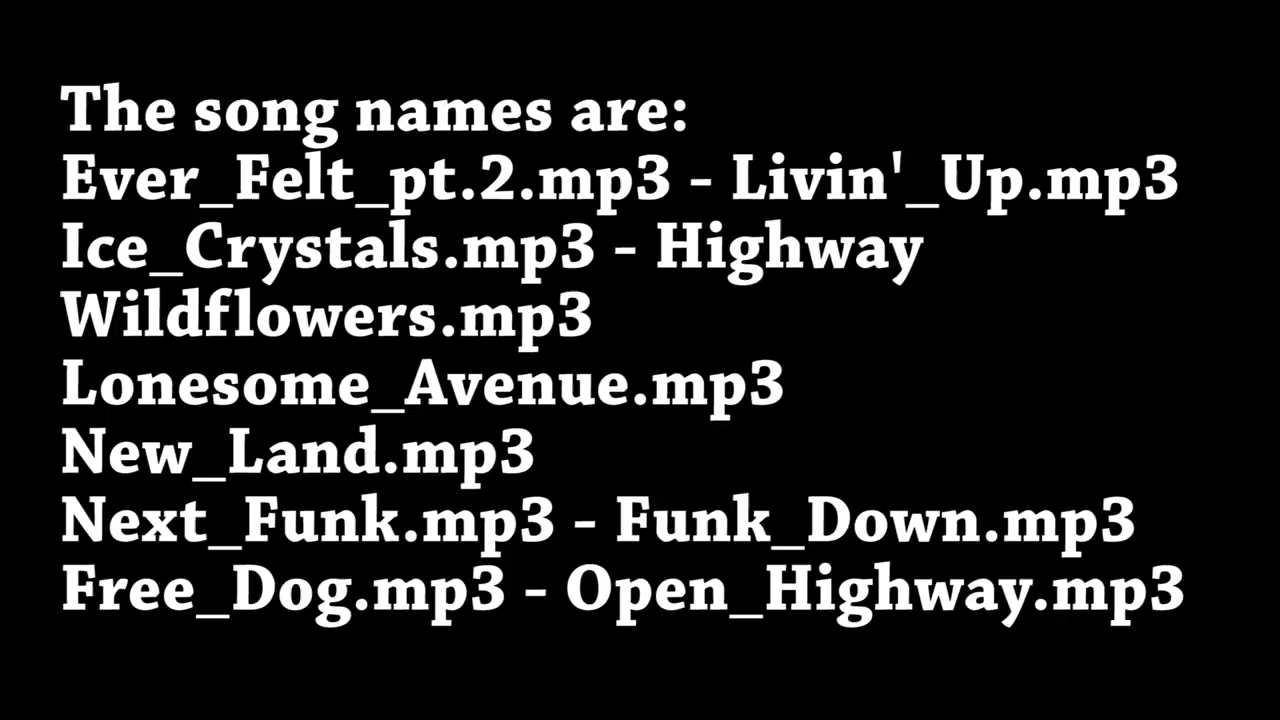 The song names are:
Ever_Felt_pt.2.mp3 - Livin'_Up.mp3
Ice_Crystals.mp3 - Highway
Wildflowers.mp3
Lonesome_Avenue.mp3
New_Land.mp3
Next_Funk.mp3 - Funk_Down.mp3
Free_Dog.mp3 - Open_Highway.mp3